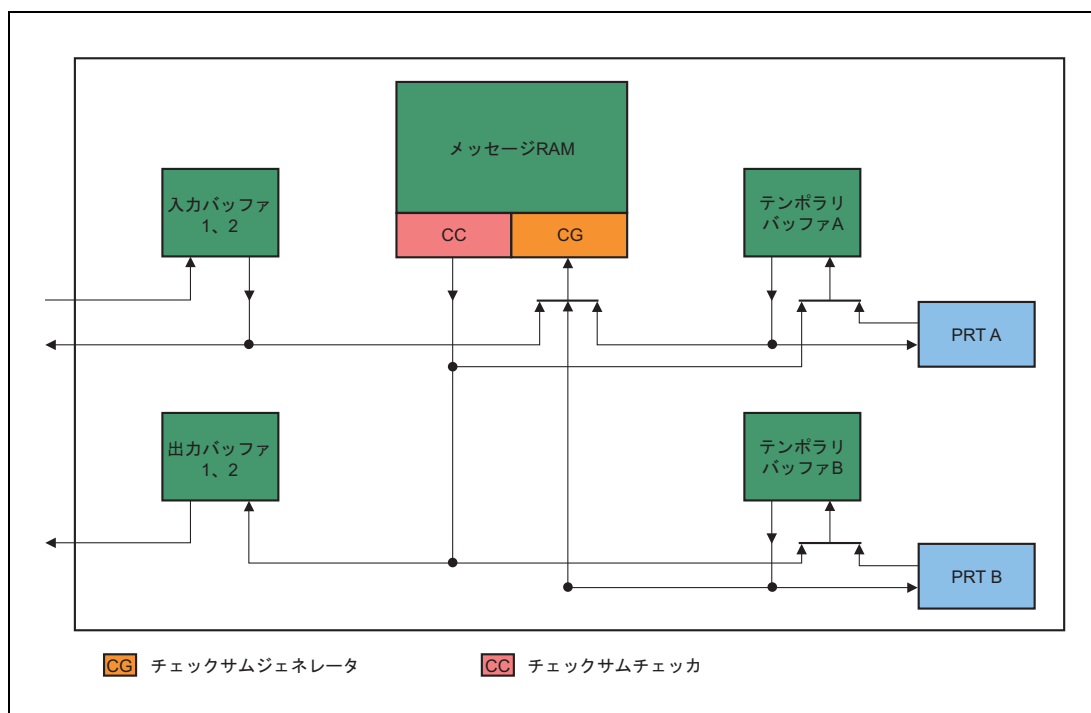 メッセージRAM
CC
CG
入力バッファ
1、2
テンポラリ
バッファA
PRT A
出力バッファ
1、2
テンポラリ
バッファB
PRT B
CG チェックサムジェネレータ
CC チェックサムチェッカ